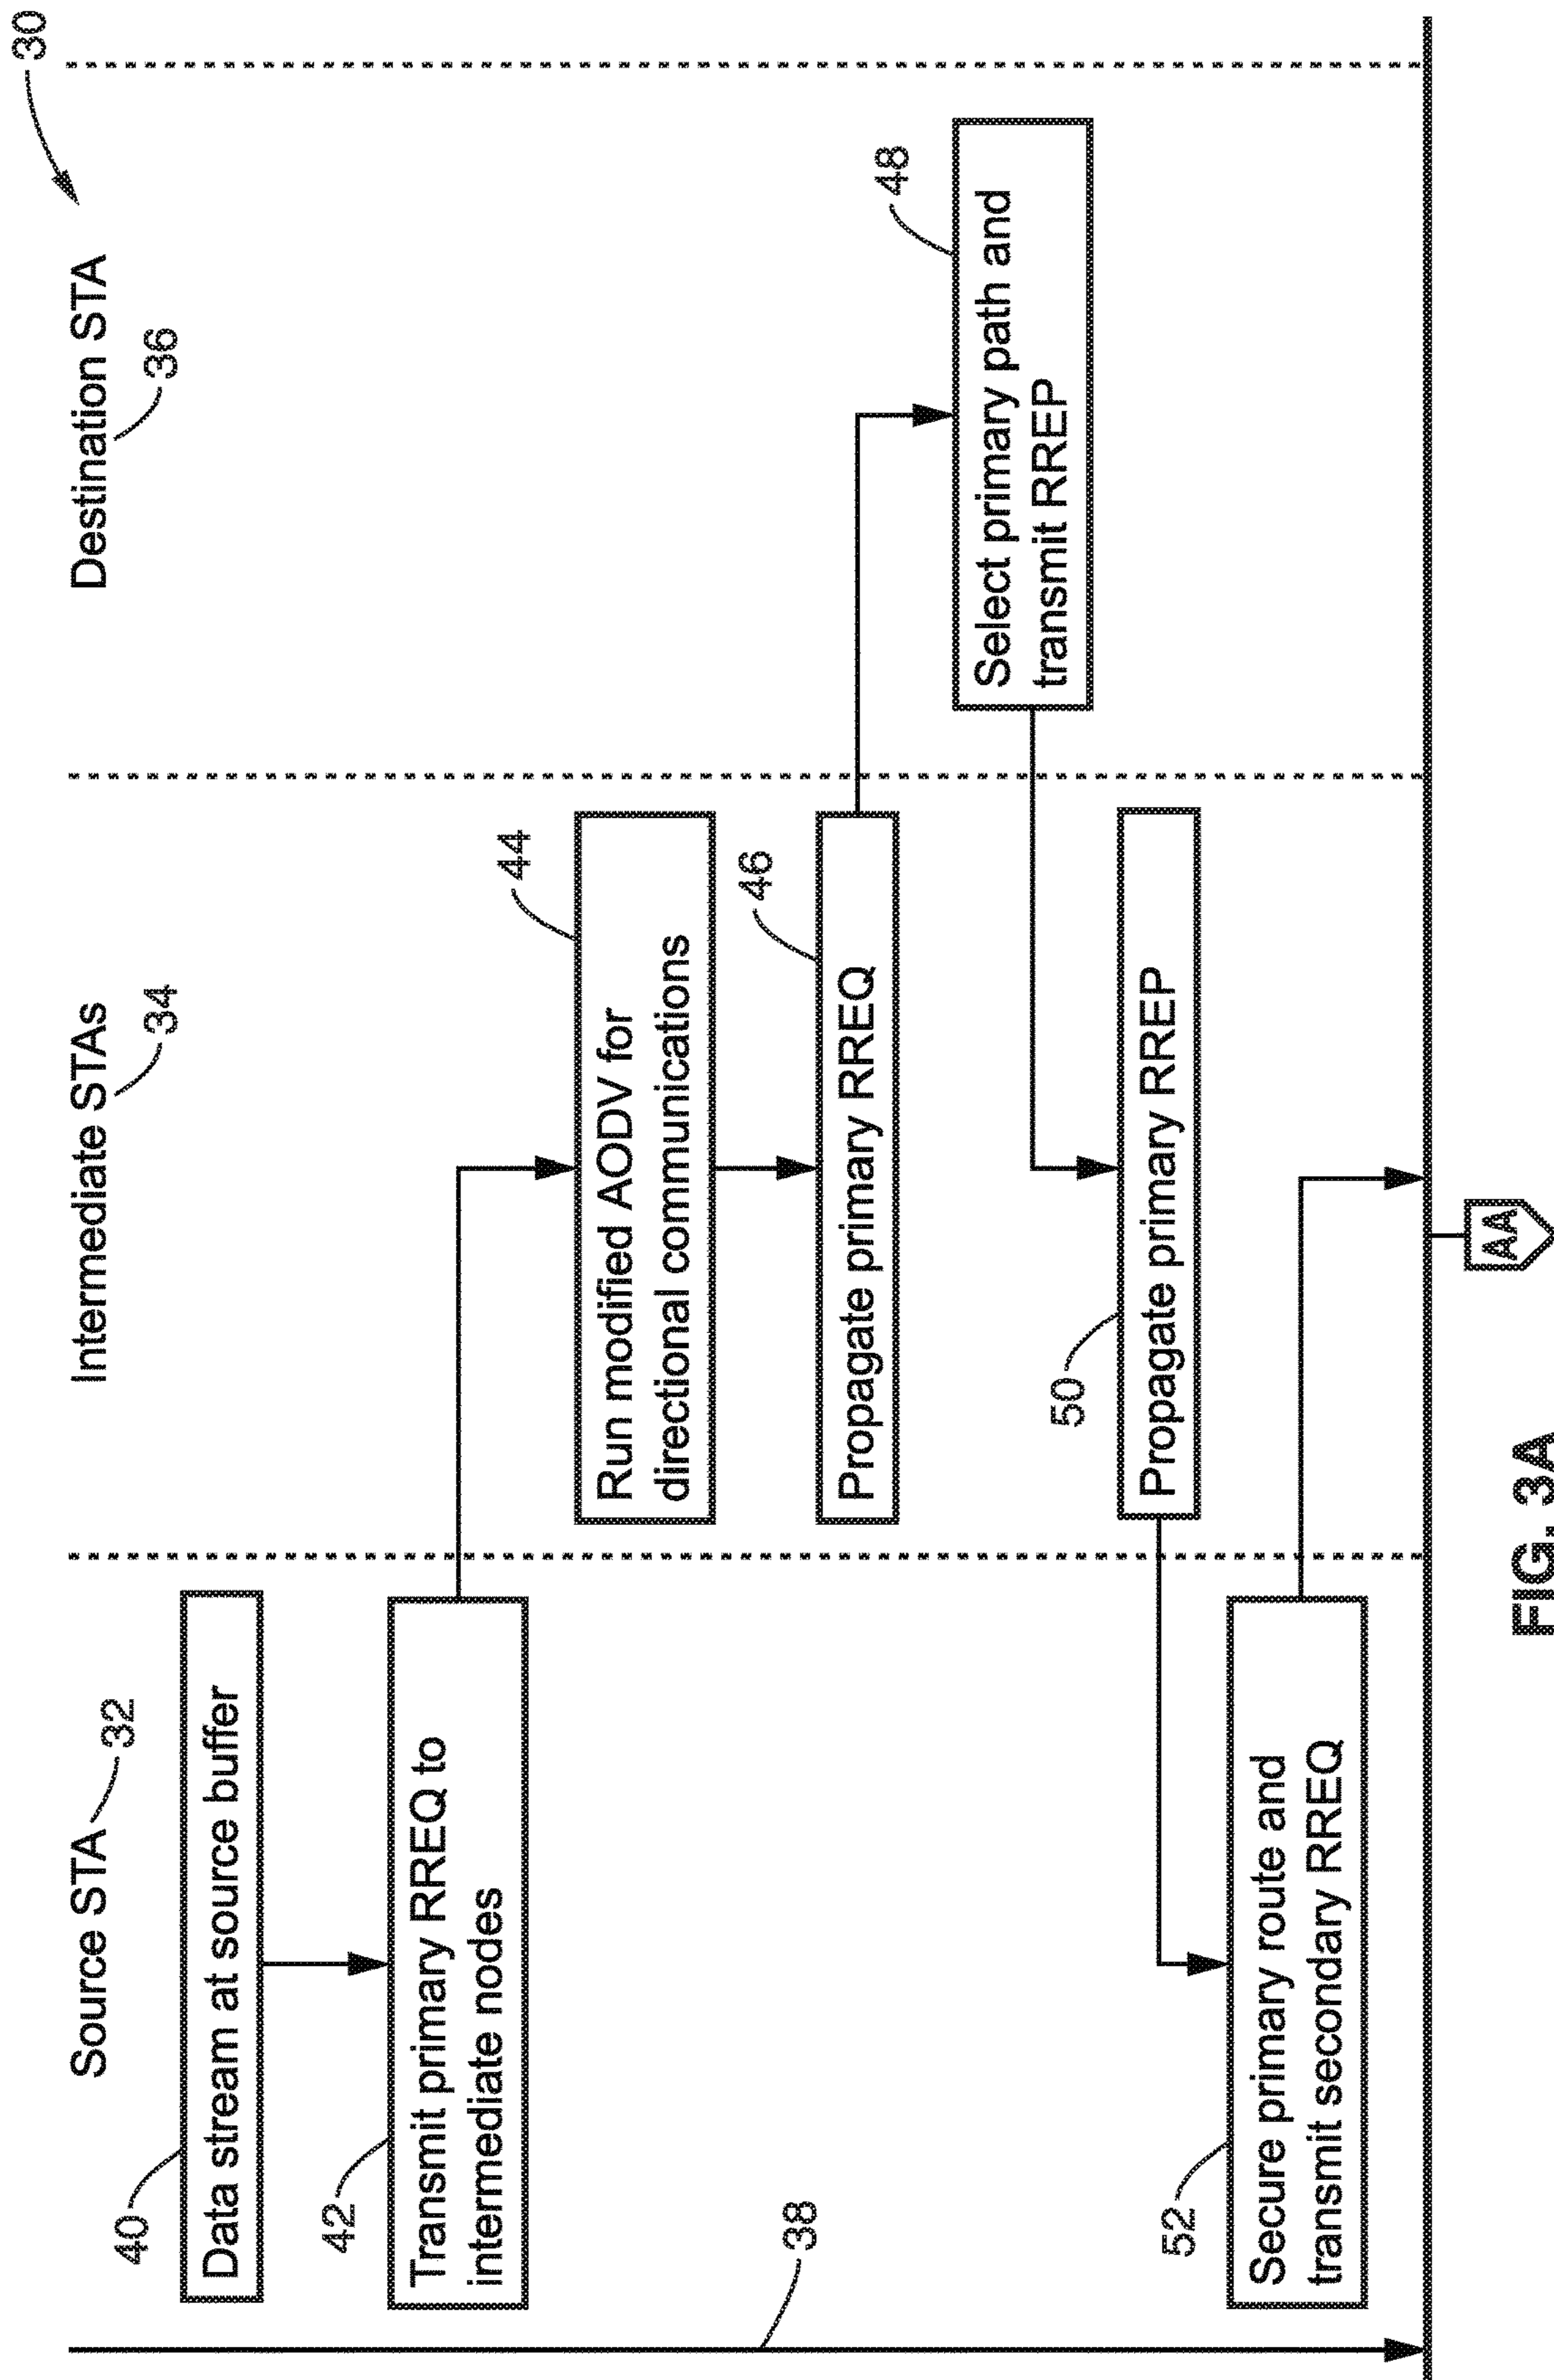 30
Source STA
32
Intermediate STAs
34
Destination STA
36
40
Data stream at source buffer
42
Transmit primary RREQ to
intermediate nodes
44
Run modified AODV for
directional communications
46
Propagate primary RREQ
48
Select primary path and
transmit RREP
50
Propagate primary RREP
52
Secure primary route and
transmit secondary RREQ
38
AA
FIG. 3A